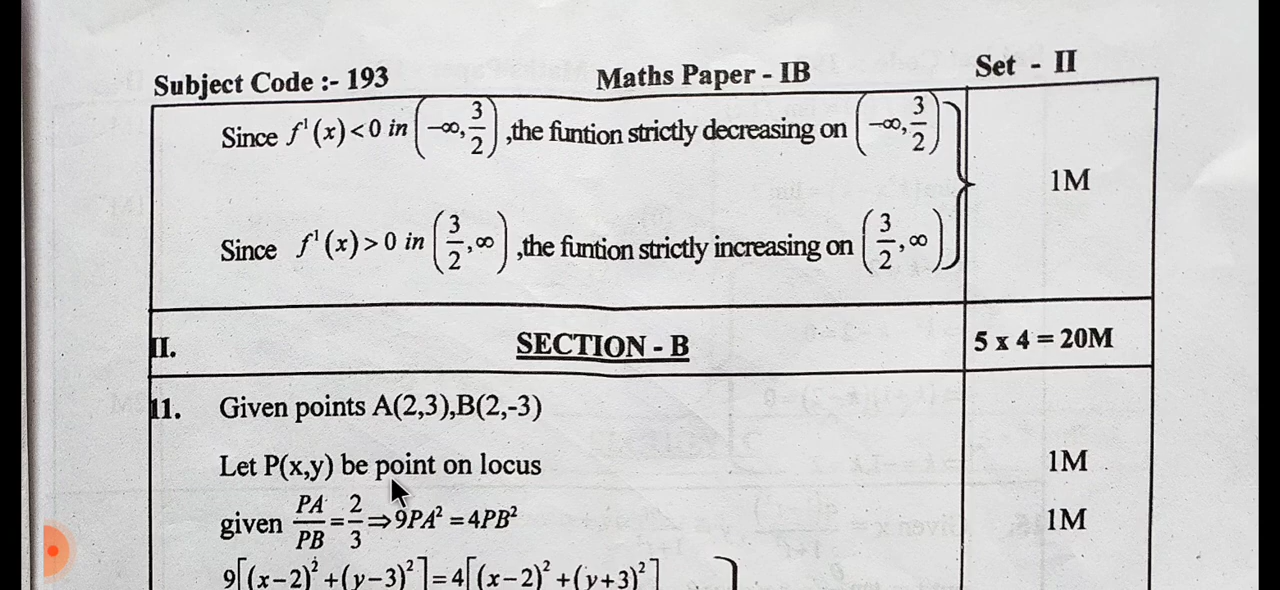 Subject Code :- 193 Maths Paper - IB Set - II
Since f¹(x)<0 in (-∞, 3/2) ,the funtion strictly decreasing on (-∞, 3/2)
1M
Since f¹(x)>0 in (3/2, ∞) ,the funtion strictly increasing on (3/2, ∞)
II. SECTION - B 5 x 4 = 20M
11. Given points A(2,3),B(2,-3)
Let P(x,y) be point on locus 1M
given PA/PB = 2/3 ⇒ 9PA² = 4PB² 1M
9[(x-2)² + (y-3)²] = 4[(x-2)² + (y+3)²]